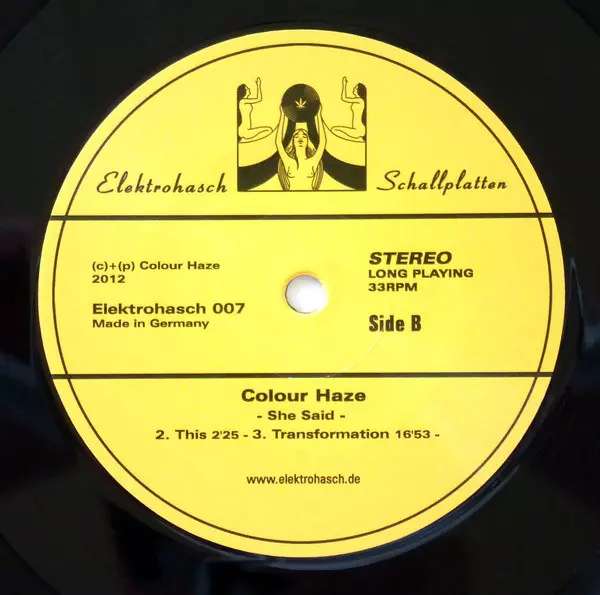 Elektrohasch Schallplatten
(c)+(p) Colour Haze
2012
Elektrohasch 007
Made in Germany
STEREO
LONG PLAYING
33RPM
Side B
Colour Haze
- She Said -
2. This 2'25 - 3. Transformation 16'53 -
www.elektrohasch.de